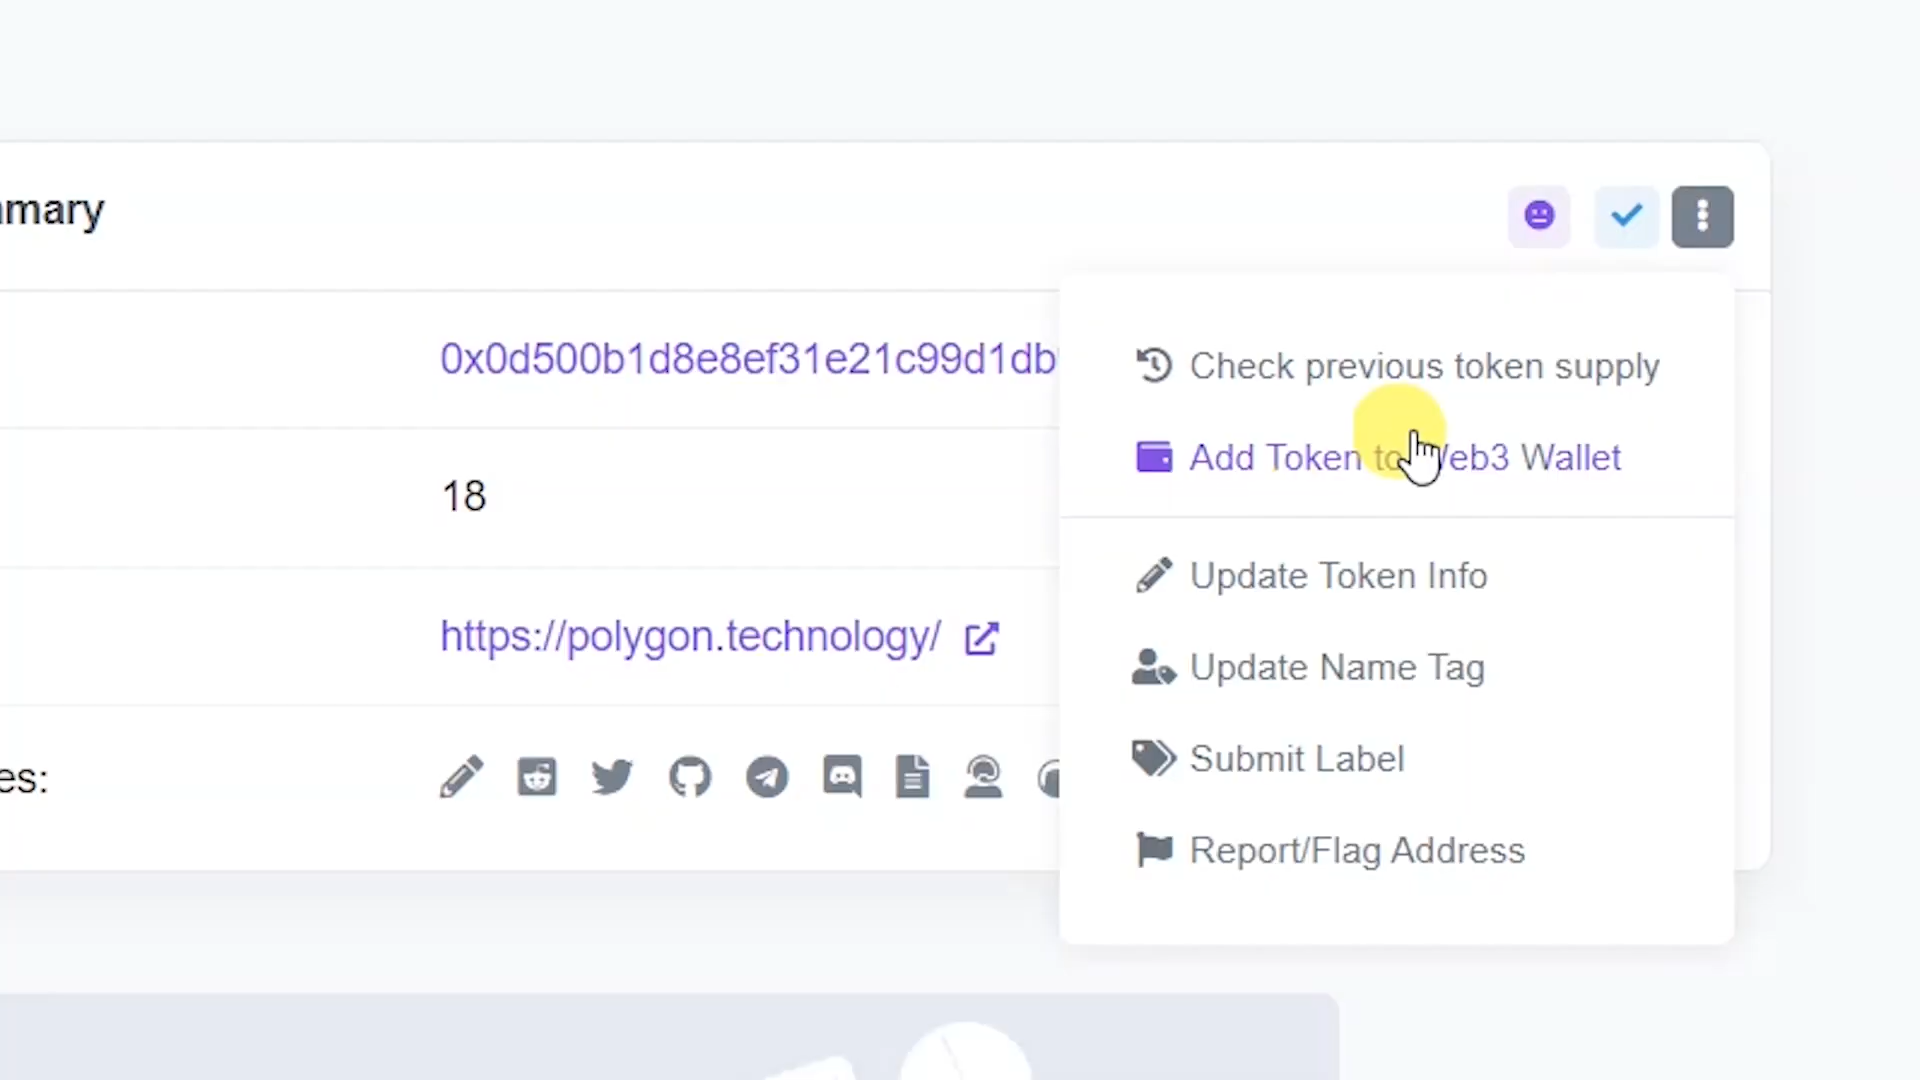 mmary
0x0d500b1d8e8ef31e21c99d1db
Check previous token supply
Add Token to Web3 Wallet
18
Update Token Info
https://polygon.technology/
Update Name Tag
es:
Submit Label
Report/Flag Address